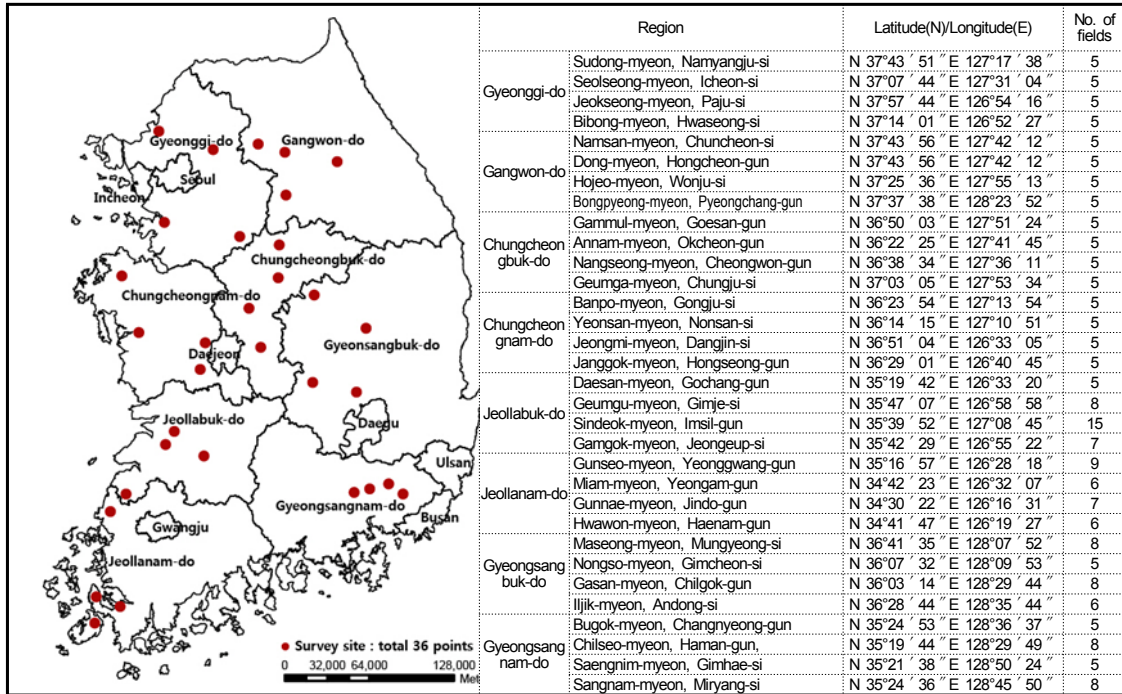 Gyeonggi-do
Gangwon-do
Seoul
Incheon
Chungcheongbuk-do
Chungcheongnam-do
Gyeonsangbuk-do
Daejeon
Jeollabuk-do
Daegu
Ulsan
Gyeongsangnam-do
Busan
Gwangju
Jeollanam-do
Survey site : total 36 points
0 32,000 64,000 128,000
Met
Region Latitude(N)/Longitude(E) No. of
fields
Gyeonggi-do
Sudong-myeon, Namyangju-si N 37°43 ′ 51 ″ E 127°17 ′ 38 ″ 5
Seolseong-myeon, Icheon-si N 37°07 ′ 44 ″ E 127°31 ′ 04 ″ 5
Jeokseong-myeon, Paju-si N 37°57 ′ 44 ″ E 126°54 ′ 16 ″ 5
Bibong-myeon, Hwaseong-si N 37°14 ′ 01 ″ E 126°52 ′ 27 ″ 5
Gangwon-do
Namsan-myeon, Chuncheon-si N 37°43 ′ 56 ″ E 127°42 ′ 12 ″ 5
Dong-myeon, Hongcheon-gun N 37°43 ′ 56 ″ E 127°42 ′ 12 ″ 5
Hojeo-myeon, Wonju-si N 37°25 ′ 36 ″ E 127°55 ′ 13 ″ 5
Bongpyeong-myeon, Pyeongchang-gun N 37°37 ′ 38 ″ E 128°23 ′ 52 ″ 5
Chungcheon
gbuk-do
Gammul-myeon, Goesan-gun N 36°50 ′ 03 ″ E 127°51 ′ 24 ″ 5
Annam-myeon, Okcheon-gun N 36°22 ′ 25 ″ E 127°41 ′ 45 ″ 5
Nangseong-myeon, Cheongwon-gun N 36°38 ′ 34 ″ E 127°36 ′ 11 ″ 5
Geumga-myeon, Chungju-si N 37°03 ′ 05 ″ E 127°53 ′ 34 ″ 5
Chungcheon
gnam-do
Banpo-myeon, Gongju-si N 36°23 ′ 54 ″ E 127°13 ′ 54 ″ 5
Yeonsan-myeon, Nonsan-si N 36°14 ′ 15 ″ E 127°10 ′ 51 ″ 5
Jeongmi-myeon, Dangjin-si N 36°51 ′ 04 ″ E 126°33 ′ 05 ″ 5
Janggok-myeon, Hongseong-gun N 36°29 ′ 01 ″ E 126°40 ′ 45 ″ 5
Jeollabuk-do
Daesan-myeon, Gochang-gun N 35°19 ′ 42 ″ E 126°33 ′ 20 ″ 5
Geumgu-myeon, Gimje-si N 35°47 ′ 07 ″ E 126°58 ′ 58 ″ 8
Sindeok-myeon, Imsil-gun N 35°39 ′ 52 ″ E 127°08 ′ 45 ″ 15
Gamgok-myeon, Jeongeup-si N 35°42 ′ 29 ″ E 126°55 ′ 22 ″ 7
Jeollanam-do
Gunseo-myeon, Yeonggwang-gun N 35°16 ′ 57 ″ E 126°28 ′ 18 ″ 9
Miam-myeon, Yeongam-gun N 34°42 ′ 23 ″ E 126°32 ′ 07 ″ 6
Gunnae-myeon, Jindo-gun N 34°30 ′ 22 ″ E 126°16 ′ 31 ″ 7
Hwawon-myeon, Haenam-gun N 34°41 ′ 47 ″ E 126°19 ′ 27 ″ 6
Gyeongsang
buk-do
Maseong-myeon, Mungyeong-si N 36°41 ′ 35 ″ E 128°07 ′ 52 ″ 8
Nongso-myeon, Gimcheon-si N 36°07 ′ 32 ″ E 128°09 ′ 53 ″ 5
Gasan-myeon, Chilgok-gun N 36°03 ′ 14 ″ E 128°29 ′ 44 ″ 8
Iljik-myeon, Andong-si N 36°28 ′ 44 ″ E 128°35 ′ 44 ″ 6
Gyeongsang
nam-do
Bugok-myeon, Changnyeong-gun N 35°24 ′ 53 ″ E 128°36 ′ 37 ″ 5
Chilseo-myeon, Haman-gun, N 35°19 ′ 44 ″ E 128°29 ′ 49 ″ 8
Saengnim-myeon, Gimhae-si N 35°21 ′ 38 ″ E 128°50 ′ 24 ″ 5
Sangnam-myeon, Miryang-si N 35°24 ′ 36 ″ E 128°45 ′ 50 ″ 8